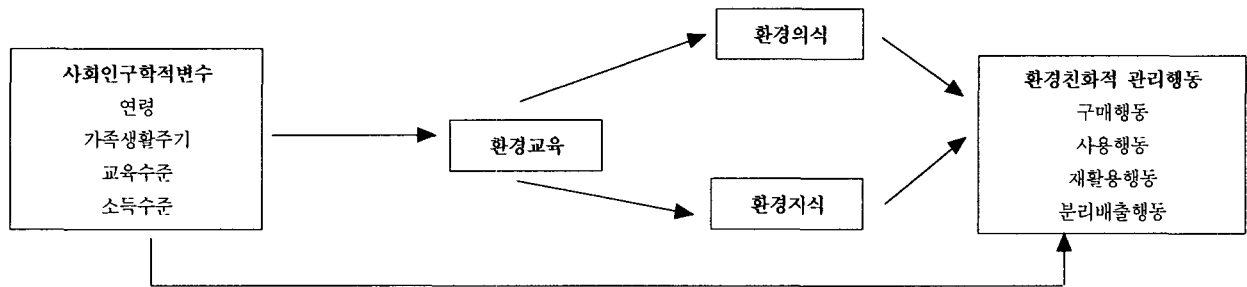 사회인구학적변수
연령
가족생활주기
교육수준
소득수준
환경교육
환경의식
환경지식
환경친화적 관리행동
구매행동
사용행동
재활용행동
분리배출행동